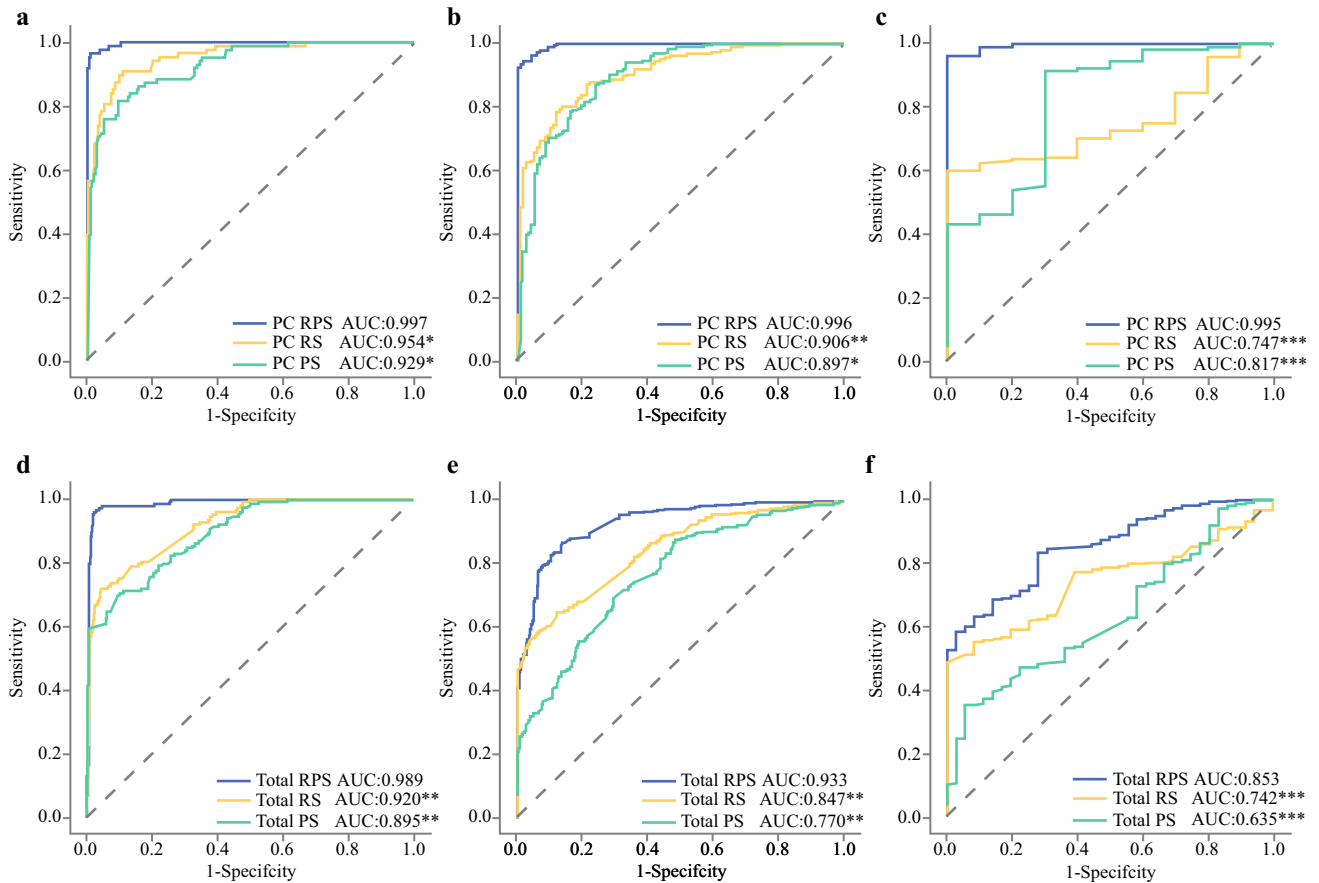 a
1.0
0.8
0.6
0.4
0.2
0.0
Sensitivity
PC RPS AUC:0.997
PC RS AUC:0.954*
PC PS AUC:0.929*
0.0 0.2 0.4 0.6 0.8 1.0
1-Specifcity
b
1.0
0.8
0.6
0.4
0.2
0.0
Sensitivity
PC RPS AUC:0.996
PC RS AUC:0.906**
PC PS AUC:0.897*
0.0 0.2 0.4 0.6 0.8 1.0
1-Specifcity
c
1.0
0.8
0.6
0.4
0.2
0.0
Sensitivity
PC RPS AUC:0.995
PC RS AUC:0.747***
PC PS AUC:0.817***
0.0 0.2 0.4 0.6 0.8 1.0
1-Specifcity
d
1.0
0.8
0.6
0.4
0.2
0.0
Sensitivity
Total RPS AUC:0.989
Total RS AUC:0.920**
Total PS AUC:0.895**
0.0 0.2 0.4 0.6 0.8 1.0
1-Specifcity
e
1.0
0.8
0.6
0.4
0.2
0.0
Sensitivity
Total RPS AUC:0.933
Total RS AUC:0.847**
Total PS AUC:0.770**
0.0 0.2 0.4 0.6 0.8 1.0
1-Specifcity
f
1.0
0.8
0.6
0.4
0.2
0.0
Sensitivity
Total RPS AUC:0.853
Total RS AUC:0.742***
Total PS AUC:0.635***
0.0 0.2 0.4 0.6 0.8 1.0
1-Specifcity